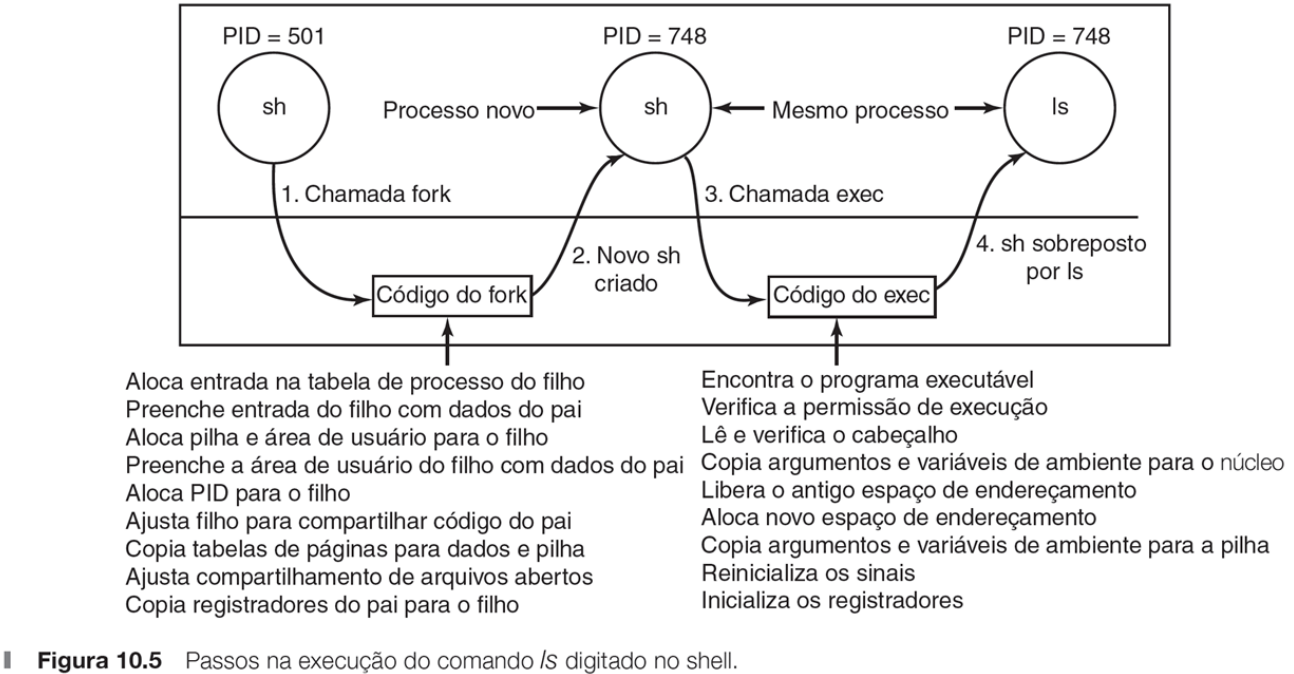 PID = 501
PID = 748
PID = 748
sh
Processo novo
sh
Mesmo processo
ls
1. Chamada fork
3. Chamada exec
2. Novo sh
criado
4. sh sobreposto
por ls
Código do fork
Código do exec
Aloca entrada na tabela de processo do filho
Preenche entrada do filho com dados do pai
Aloca pilha e área de usuário para o filho
Preenche a área de usuário do filho com dados do pai
Aloca PID para o filho
Ajusta filho para compartilhar código do pai
Copia tabelas de páginas para dados e pilha
Ajusta compartilhamento de arquivos abertos
Copia registradores do pai para o filho
Encontra o programa executável
Verifica a permissão de execução
Lê e verifica o cabeçalho
Copia argumentos e variáveis de ambiente para o núcleo
Libera o antigo espaço de endereçamento
Aloca novo espaço de endereçamento
Copia argumentos e variáveis de ambiente para a pilha
Reinicializa os sinais
Inicializa os registradores
Figura 10.5 Passos na execução do comando ls digitado no shell.